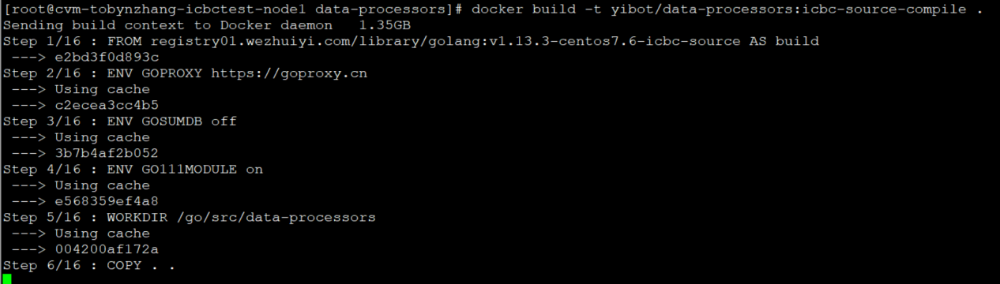 [root@cvm-tobynzhang-icbctest-node1 data-processors]# docker build -t yibot/data-processors:icbc-source-compile .
Sending build context to Docker daemon   1.35GB
Step 1/16 : FROM registry01.wezhuiyi.com/library/golang:v1.13.3-centos7.6-icbc-source AS build
 ---> e2bd3f0d893c
Step 2/16 : ENV GOPROXY https://goproxy.cn
 ---> Using cache
 ---> c2ecea3cc4b5
Step 3/16 : ENV GOSUMDB off
 ---> Using cache
 ---> 3b7b4af2b052
Step 4/16 : ENV GO111MODULE on
 ---> Using cache
 ---> e568359ef4a8
Step 5/16 : WORKDIR /go/src/data-processors
 ---> Using cache
 ---> 004200af172a
Step 6/16 : COPY . .